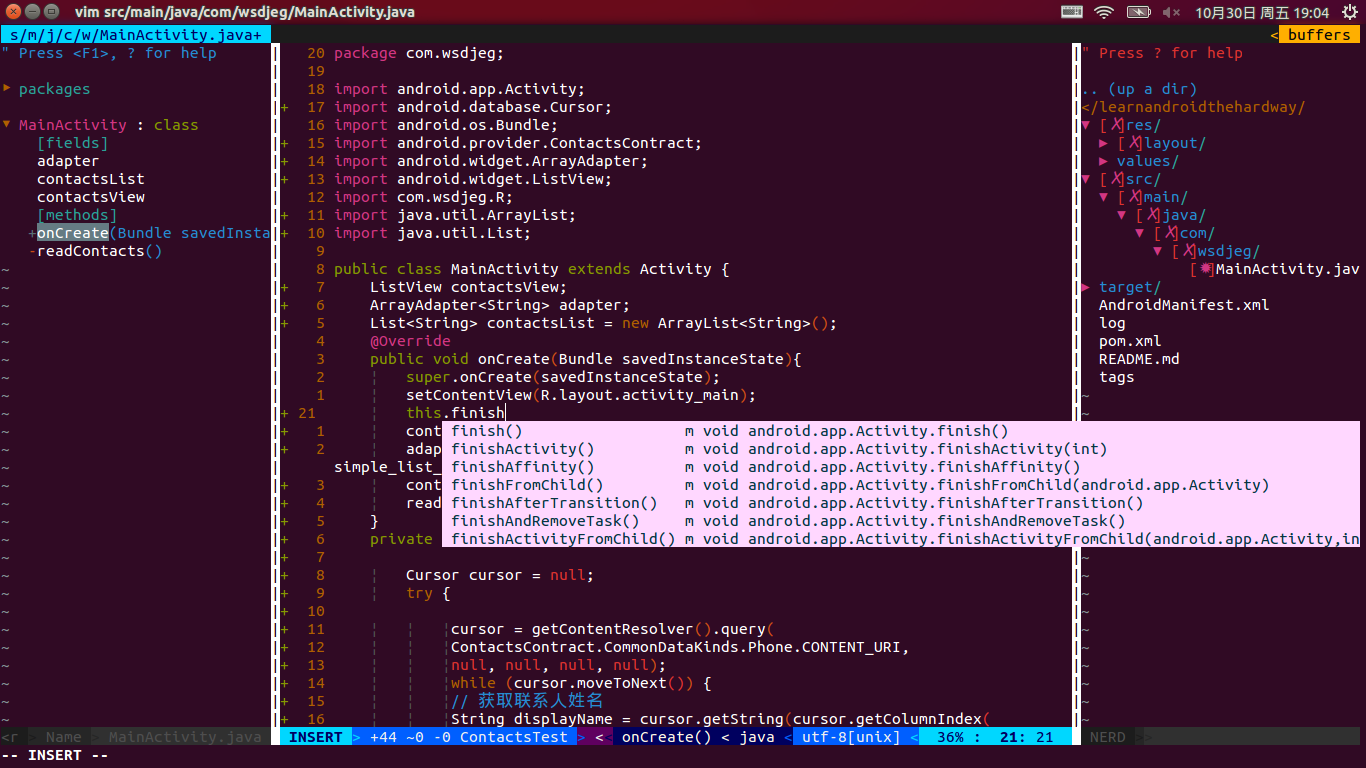 vim src/main/java/com/wsdjeg/MainActivity.java
10月30日 周五 19:04
s/m/j/c/w/MainActivity.java+
< buffers
" Press <F1>, ? for help
▸ packages
▾ MainActivity : class
[fields]
adapter
contactsList
contactsView
[methods]
+onCreate(Bundle savedInsta
-readContacts()
20 package com.wsdjeg;
19
18 import android.app.Activity;
+ 17 import android.database.Cursor;
16 import android.os.Bundle;
+ 15 import android.provider.ContactsContract;
+ 14 import android.widget.ArrayAdapter;
+ 13 import android.widget.ListView;
12 import com.wsdjeg.R;
+ 11 import java.util.ArrayList;
+ 10 import java.util.List;
9
8 public class MainActivity extends Activity {
+ 7 ListView contactsView;
+ 6 ArrayAdapter<String> adapter;
+ 5 List<String> contactsList = new ArrayList<String>();
4 @Override
3 public void onCreate(Bundle savedInstanceState){
2 ¦ super.onCreate(savedInstanceState);
1 ¦ setContentView(R.layout.activity_main);
+ 21 ¦ this.finish
+ 1 ¦ cont
+ 2 ¦ adap
simple_list_
+ 3 ¦ cont
+ 4 ¦ read
+ 5 }
+ 6 private
finish() m void android.app.Activity.finish()
finishActivity() m void android.app.Activity.finishActivity(int)
finishAffinity() m void android.app.Activity.finishAffinity()
finishFromChild() m void android.app.Activity.finishFromChild(android.app.Activity)
finishAfterTransition() m void android.app.Activity.finishAfterTransition()
finishAndRemoveTask() m void android.app.Activity.finishAndRemoveTask()
finishActivityFromChild() m void android.app.Activity.finishActivityFromChild(android.app.Activity,in
+ 7
+ 8 ¦ Cursor cursor = null;
+ 9 ¦ try {
+ 10
+ 11 ¦ ¦ ¦cursor = getContentResolver().query(
+ 12 ¦ ¦ ¦ContactsContract.CommonDataKinds.Phone.CONTENT_URI,
+ 13 ¦ ¦ ¦null, null, null, null);
+ 14 ¦ ¦ ¦while (cursor.moveToNext()) {
+ 15 ¦ ¦ ¦// 获取联系人姓名
+ 16 ¦ ¦ ¦String displayName = cursor.getString(cursor.getColumnIndex(
" Press ? for help
.. (up a dir)
</learnandroidthehardway/
▼ [✗]res/
▶ [✗]layout/
▶ values/
▼ [✗]src/
▼ [✗]main/
▼ [✗]java/
▼ [✗]com/
▼ [✗]wsdjeg/
[✹]MainActivity.jav
▶ target/
AndroidManifest.xml
log
pom.xml
README.md
tags
<r > Name > MainActivity.java
INSERT > +44 ~0 -0 ContactsTest > < < onCreate() < java < utf-8[unix] < 36% : 21: 21
NERD >>
-- INSERT --